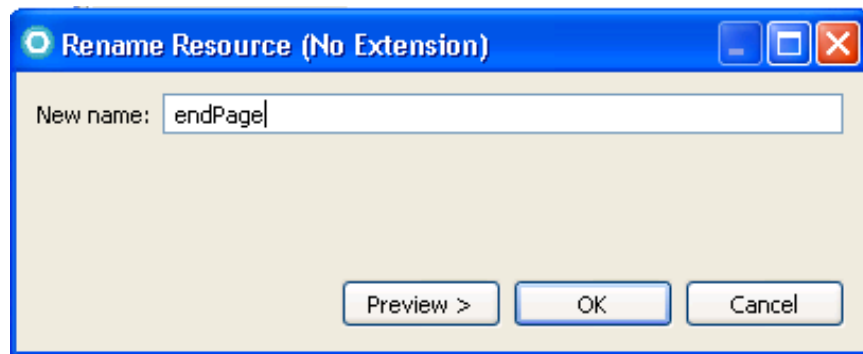 Rename Resource (No Extension)
New name: endPage
Preview > OK Cancel